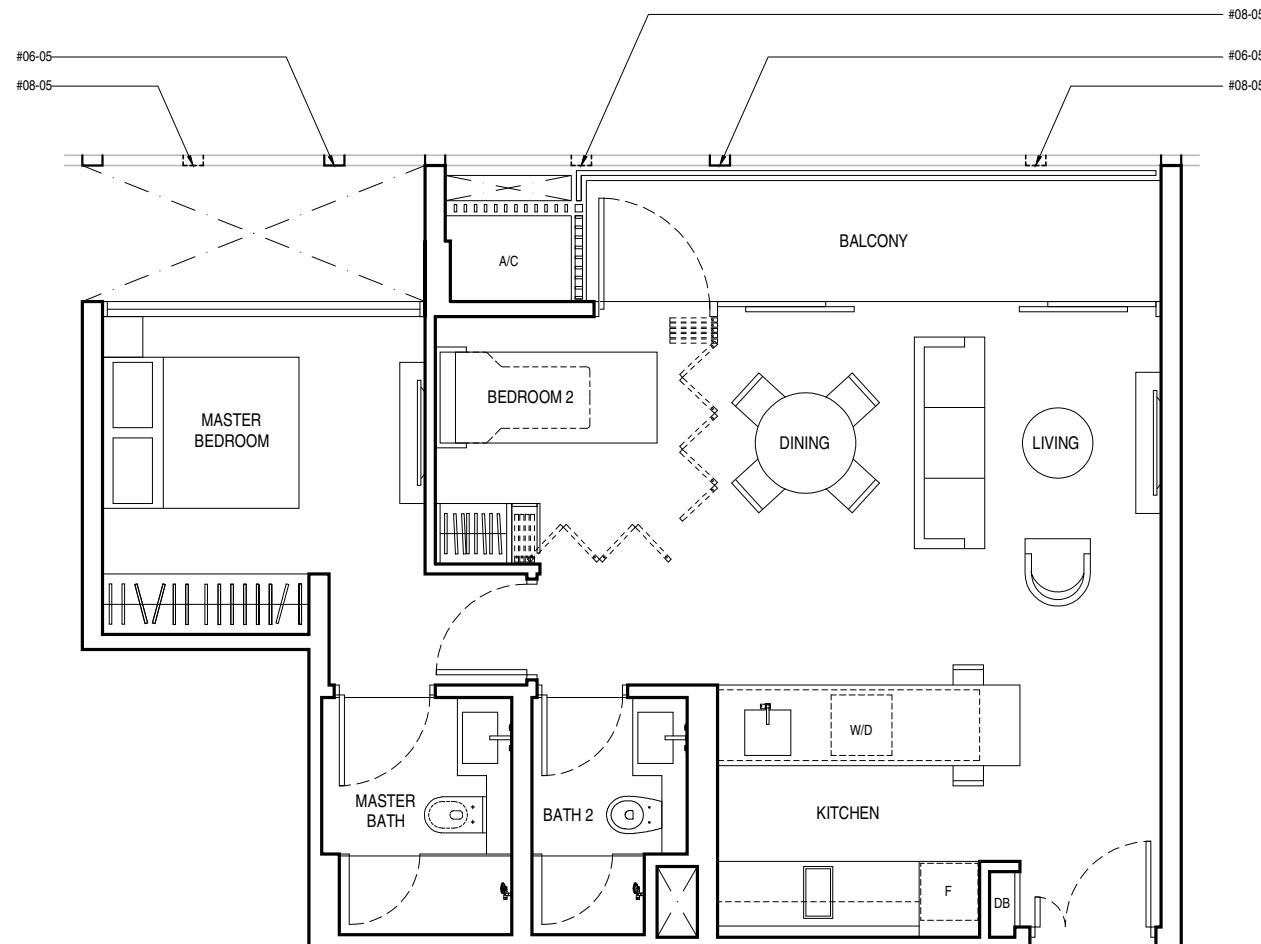 #08-05
#06-05
#06-05
#08-05
#08-05
BALCONY
A/C
BEDROOM 2
MASTER
BEDROOM
DINING
LIVING
W/D
MASTER
BATH
BATH 2
KITCHEN
F
DB